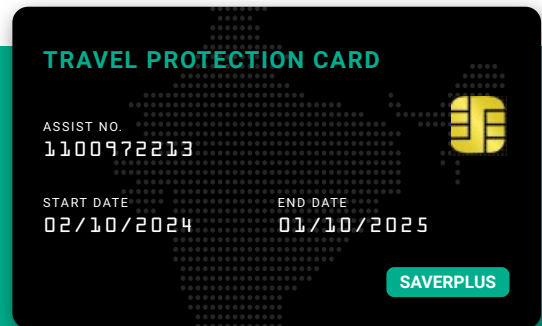 TRAVEL PROTECTION CARD
ASSIST NO.
1100972213
START DATE
02/10/2024
END DATE
01/10/2025
SAVERPLUS